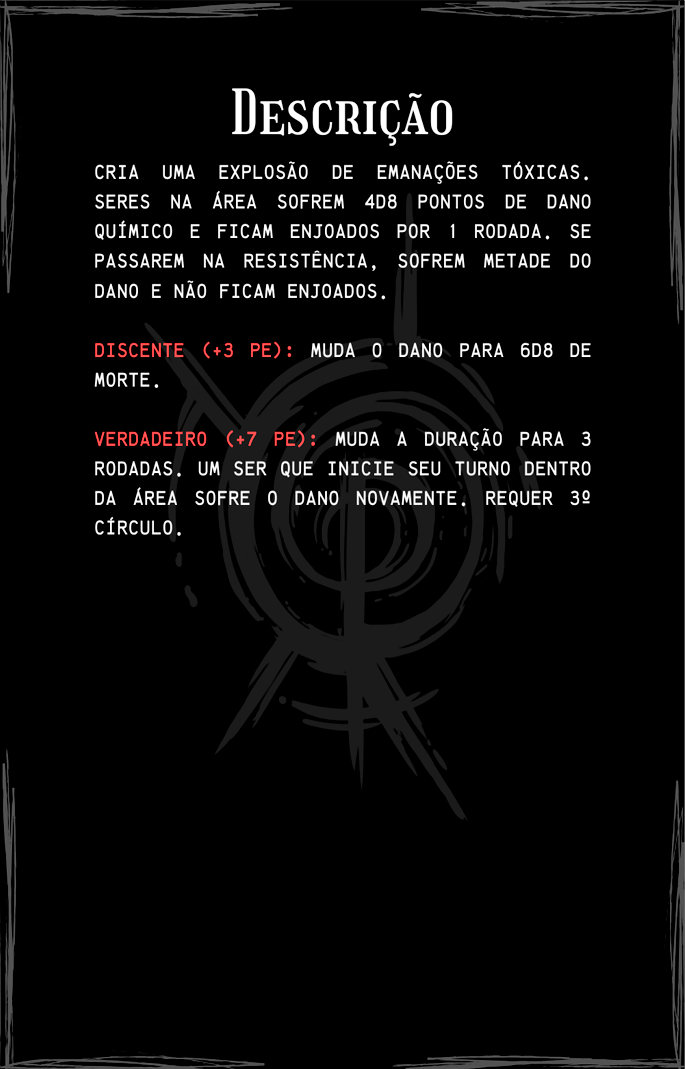 Descrição
CRIA UMA EXPLOSÃO DE EMANAÇÕES TÓXICAS.
SERES NA ÁREA SOFREM 4D8 PONTOS DE DANO
QUÍMICO E FICAM ENJOADOS POR 1 RODADA. SE
PASSAREM NA RESISTÊNCIA, SOFREM METADE DO
DANO E NÃO FICAM ENJOADOS.
DISCENTE (+3 PE): MUDA O DANO PARA 6D8 DE
MORTE.
VERDADEIRO (+7 PE): MUDA A DURAÇÃO PARA 3
RODADAS. UM SER QUE INICIE SEU TURNO DENTRO
DA ÁREA SOFRE O DANO NOVAMENTE. REQUER 3º
CÍRCULO.